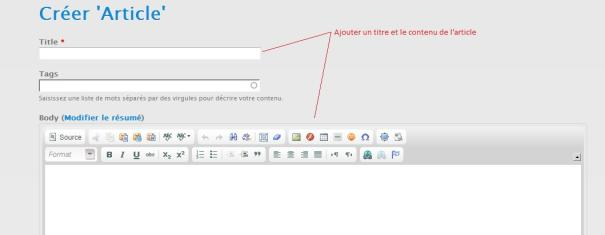 Créer 'Article'
Ajouter un titre et le contenu de l'article
Title *
Tags
Saisissez une liste de mots séparés par des virgules pour décrire votre contenu.
Body (Modifier le résumé)
Source
Format B I U abc X₂ X²